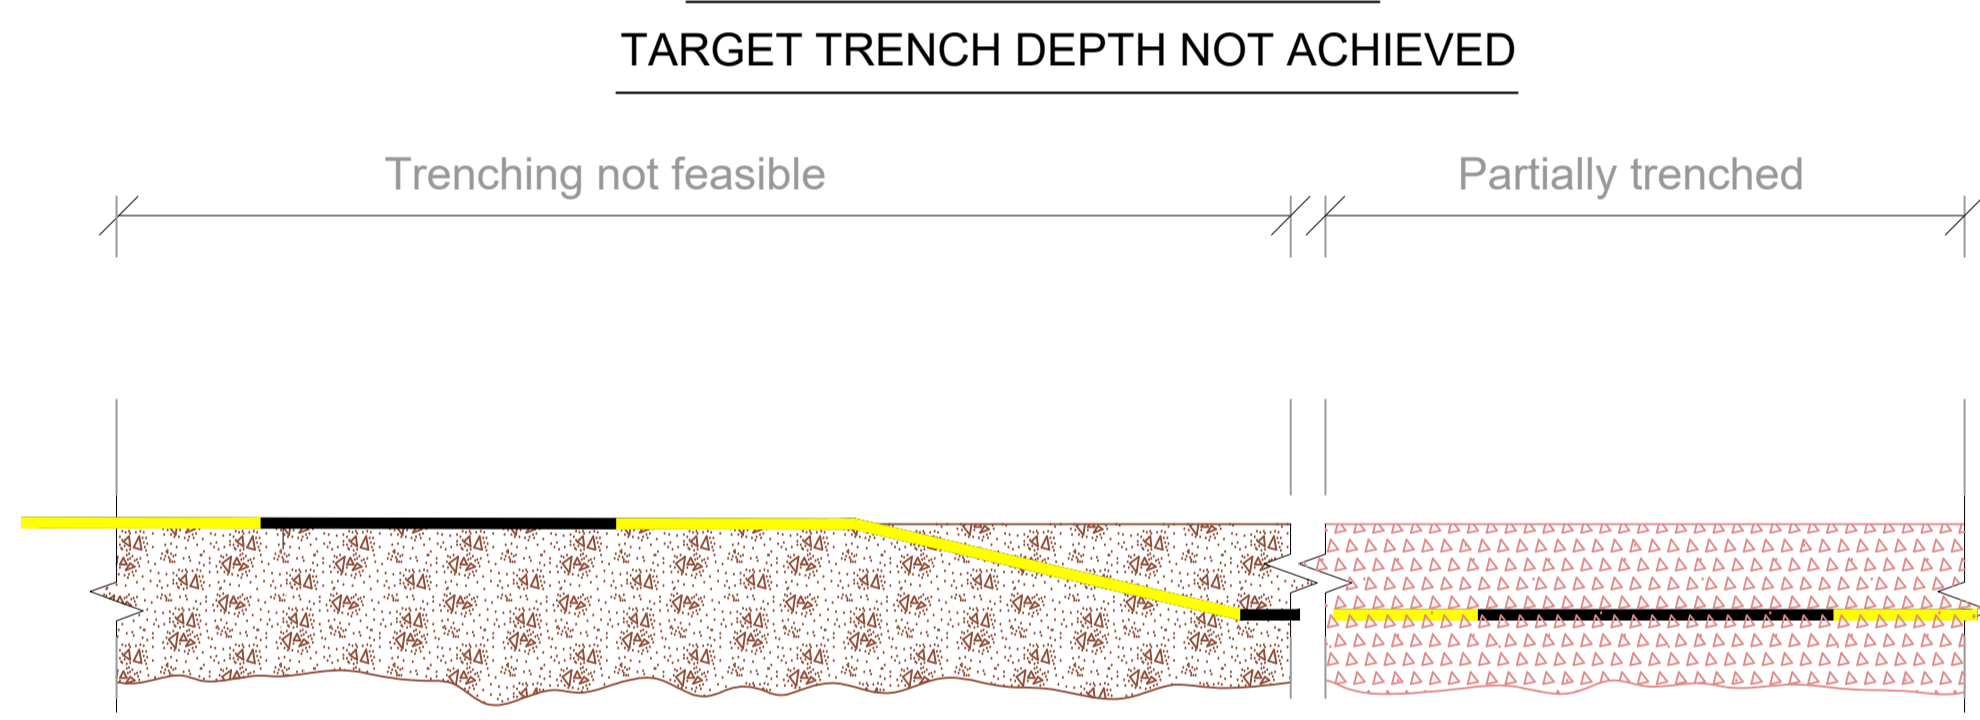 TARGET TRENCH DEPTH NOT ACHIEVED
Trenching not feasible
Partially trenched